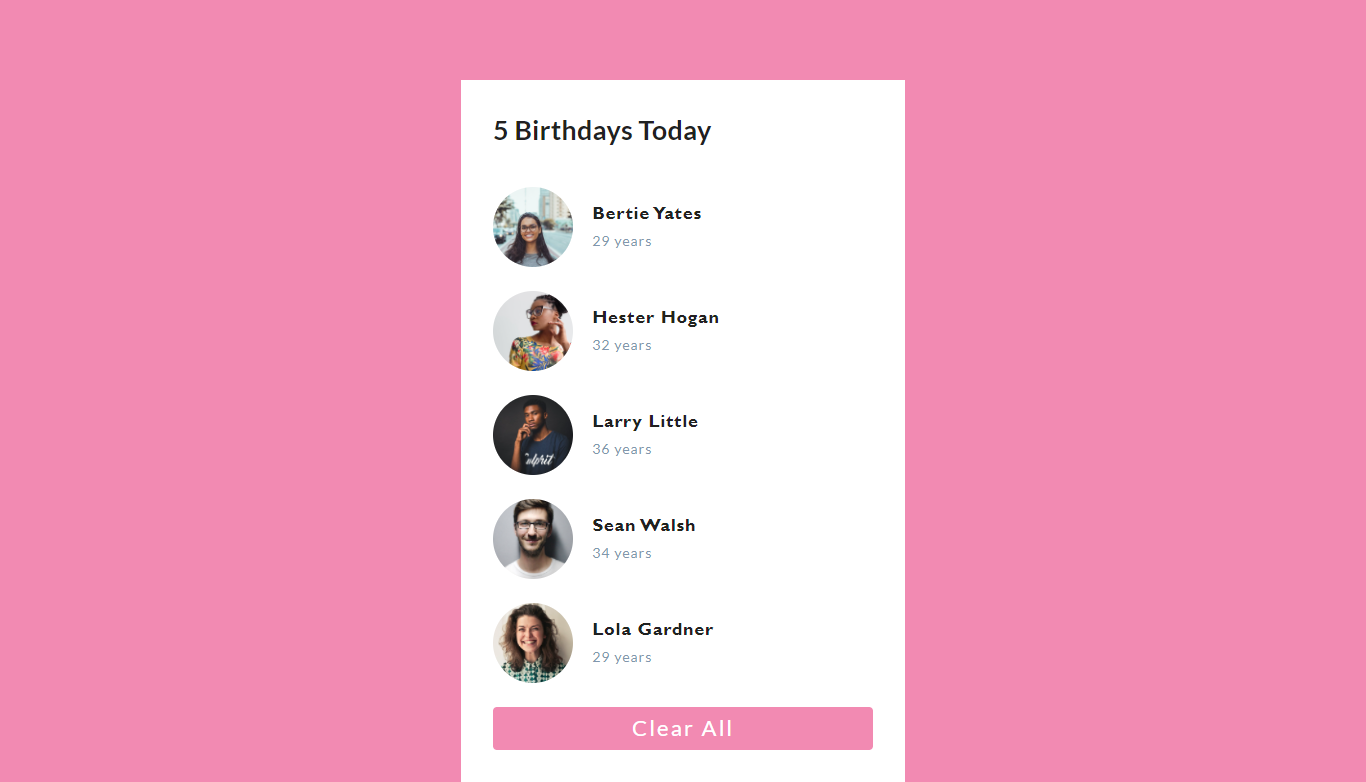 5 Birthdays Today
Bertie Yates
29 years
Hester Hogan
32 years
Larry Little
36 years
Sean Walsh
34 years
Lola Gardner
29 years
Clear All